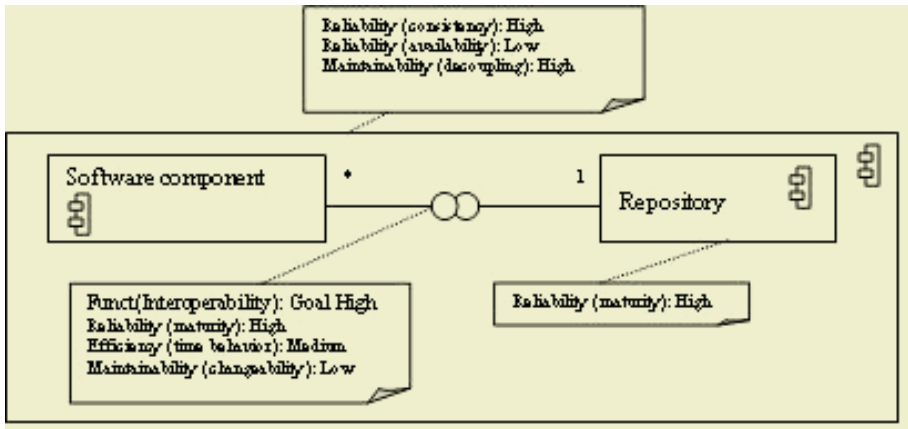 Reliability (consistency): High
Reliability (availability): Low
Maintainability (decoupling): High
Software component
*
1
Repository
Funct(Interoperability): Goal High
Reliability (maturity): High
Efficiency (time behavior): Medium
Maintainability (changeability): Low
Reliability (maturity): High